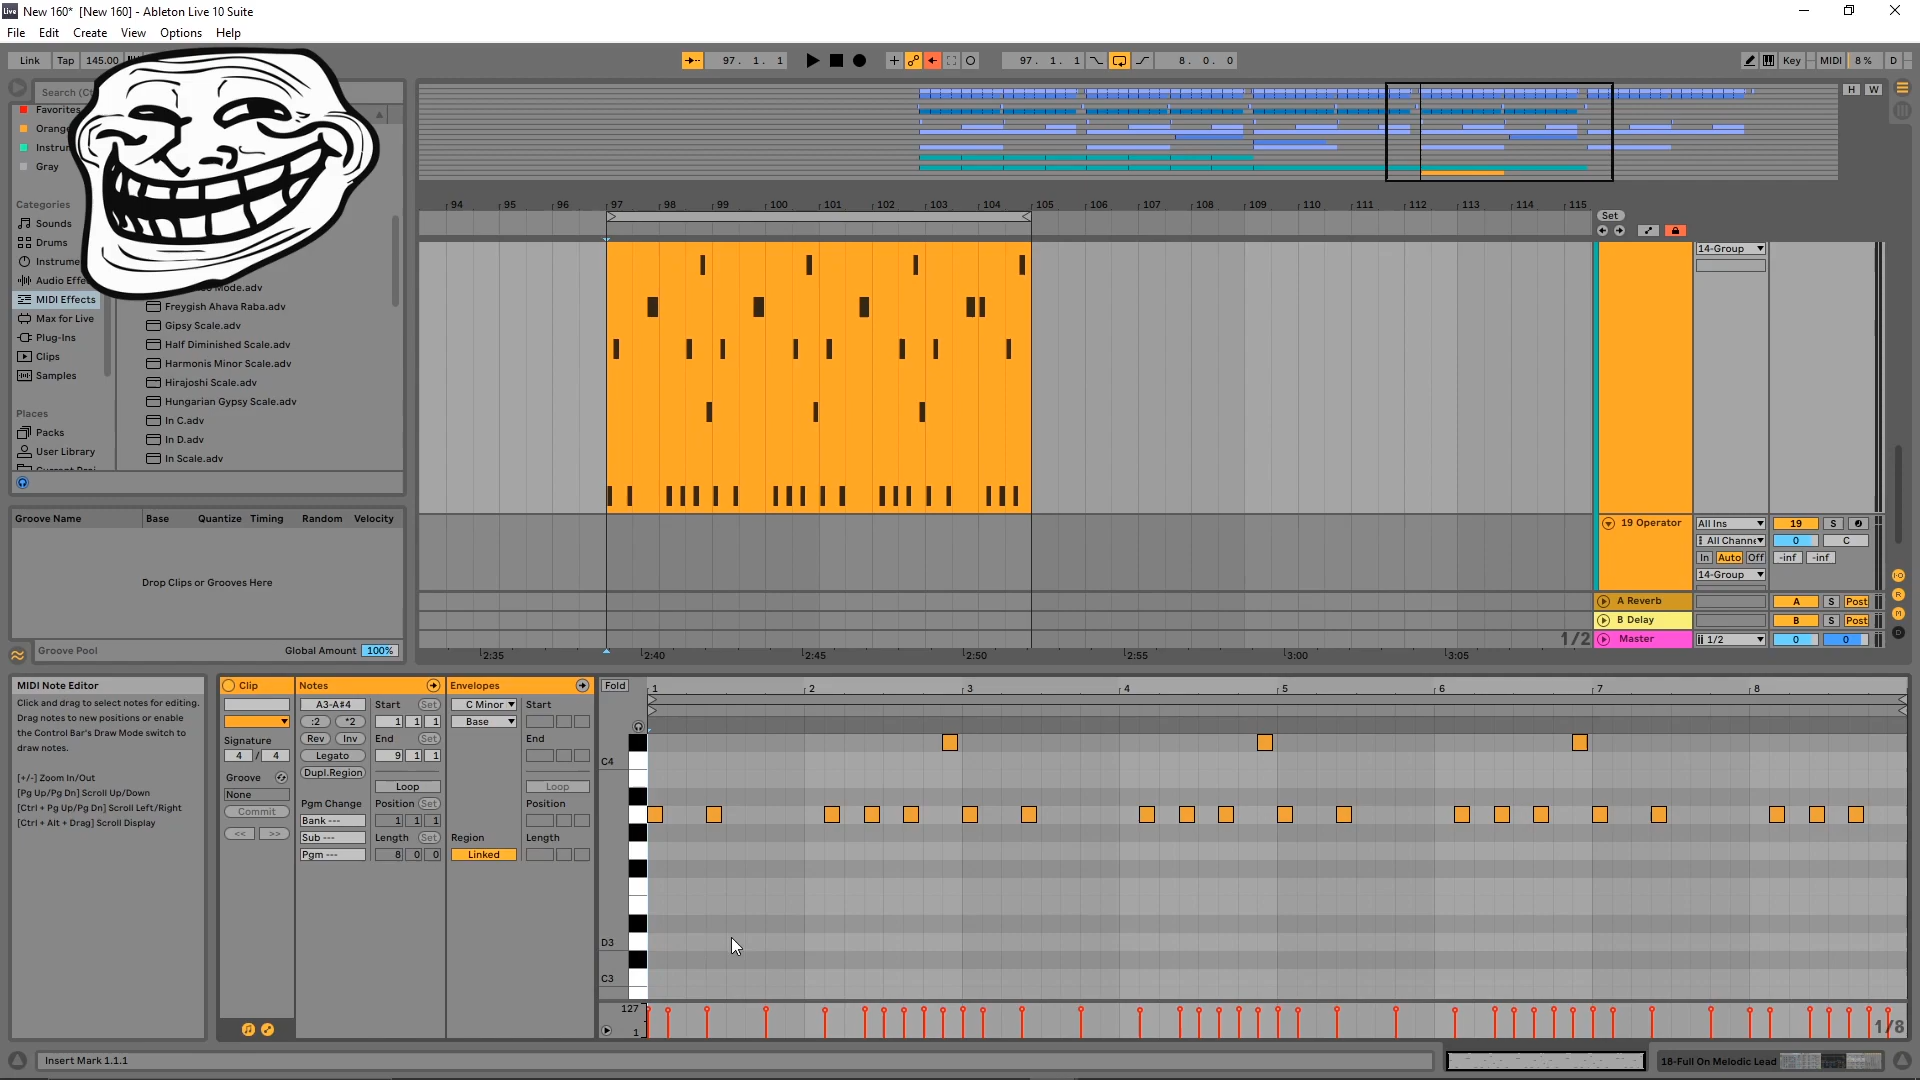 New 160*  [New 160] - Ableton Live 10 Suite
File Edit Create View Options Help
Link Tap 145.00 97. 1. 1 97. 1. 1 8. 0. 0 Key MIDI 8 % D
Search (Ct
Favorites
Orang
Instrum
Gray
Categories
Sounds
Drums
Instrume
Audio Effe
MIDI Effects
Max for Live
Plug-Ins
Clips
Samples
Places
Packs
User Library
Mode.adv
Freygish Ahava Raba.adv
Gipsy Scale.adv
Half Diminished Scale.adv
Harmonis Minor Scale.adv
Hirajoshi Scale.adv
Hungarian Gypsy Scale.adv
In C.adv
In D.adv
In Scale.adv
H W
94 95 96 97 98 99 100 101 102 103 104 105 106 107 108 109 110 111 112 113 114 115
Set
14-Group
19 Operator All Ins 19 S
All Channe 0 C
In Auto Off -inf -inf
14-Group
A Reverb A S Post
B Delay B S Post
1/2 Master 1/2 0 0
2:35 2:40 2:45 2:50 2:55 3:00 3:05
Groove Name Base Quantize Timing Random Velocity
Drop Clips or Grooves Here
Groove Pool Global Amount 100%
MIDI Note Editor
Click and drag to select notes for editing.
Drag notes to new positions or enable
the Control Bar's Draw Mode switch to
draw notes.
[+/-] Zoom In/Out
[Pg Up/Pg Dn] Scroll Up/Down
[Ctrl + Pg Up/Pg Dn] Scroll Left/Right
[Ctrl + Alt + Drag] Scroll Display
Clip
Signature
4 / 4
Groove
None
Commit
<< >>
Notes
A3-A#4 Start Set
:2 *2 1 1 1
Rev Inv End Set
Legato 9 1 1
Dupl.Region
Loop
Pgm Change Position Set
Bank --- 1 1 1
Sub --- Length Set
Pgm --- 8 0 0
Envelopes
C Minor Start
Base
End
Loop
Position
Region Length
Linked
Fold 1 2 3 4 5 6 7 8
C4
D3
C3
127
1
1/8
Insert Mark 1.1.1
18-Full On Melodic Lead